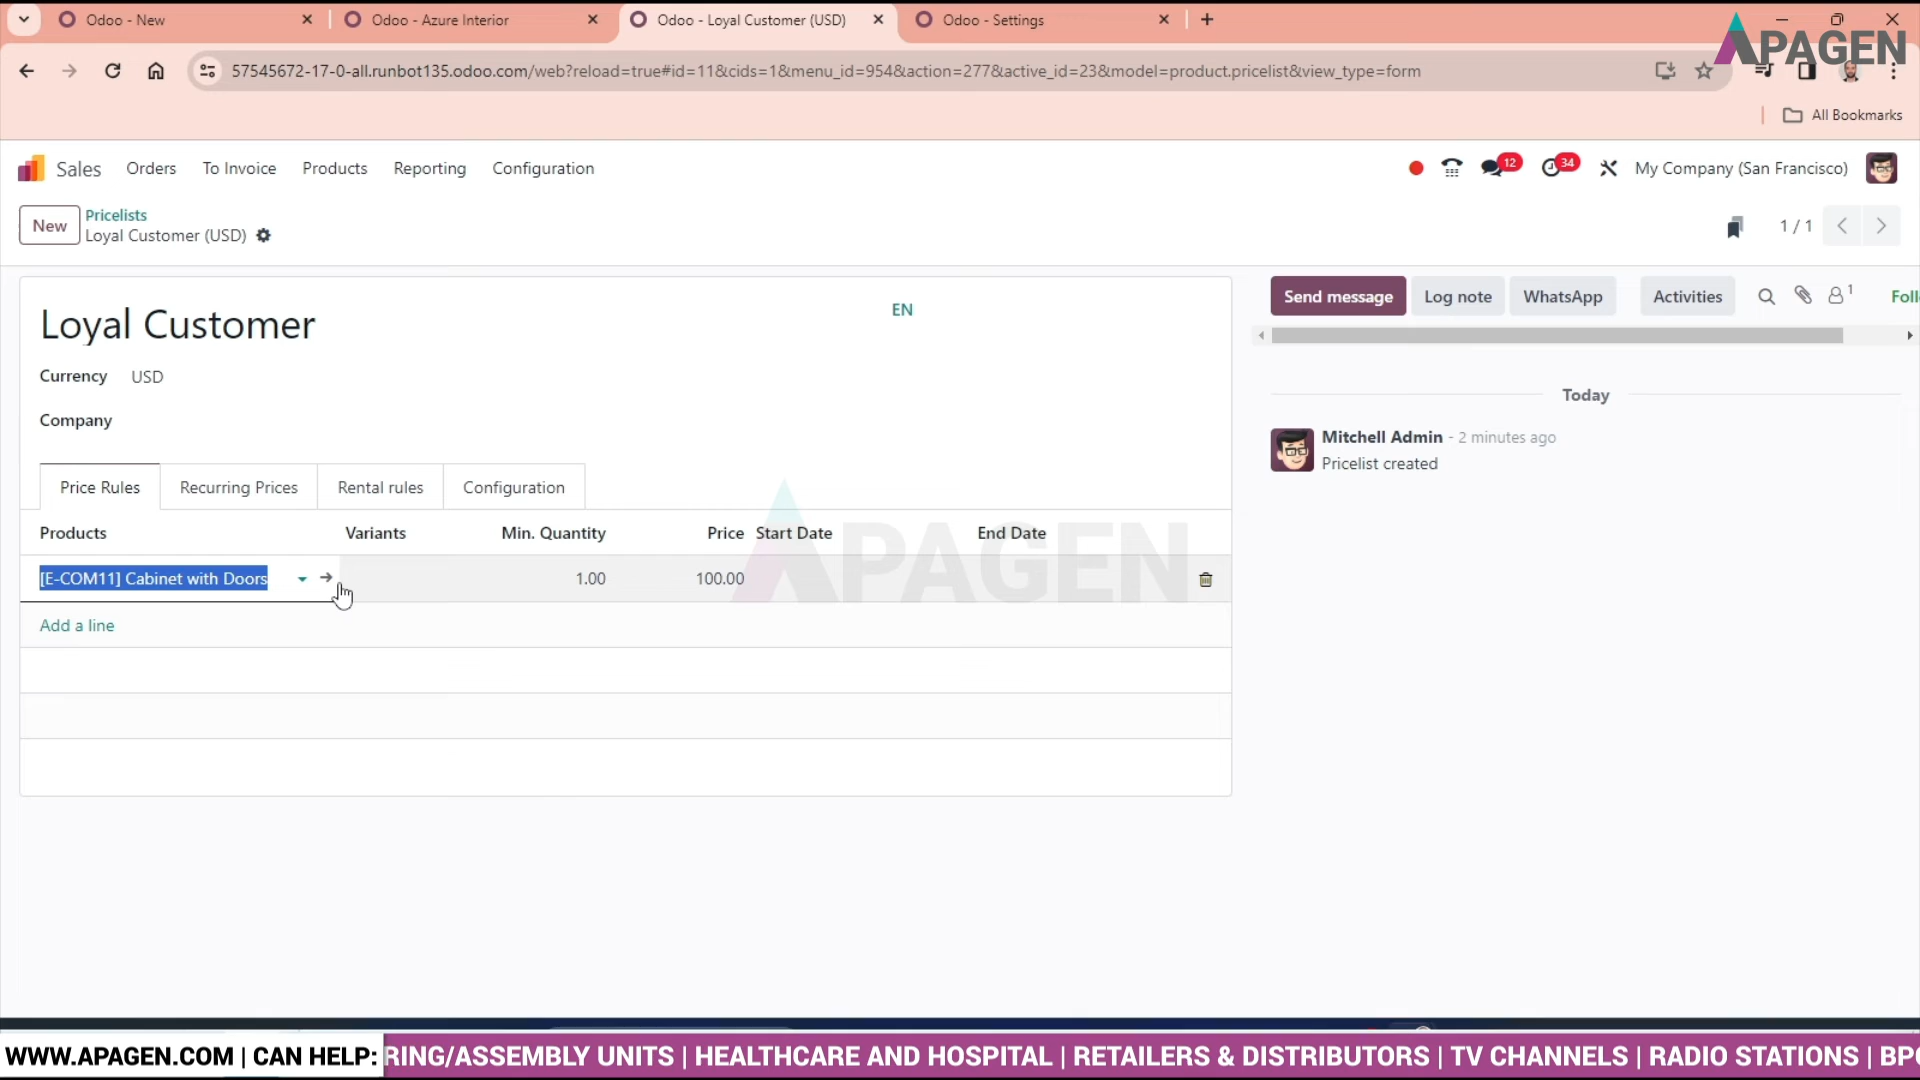 Odoo - New
Odoo - Azure Interior
Odoo - Loyal Customer (USD)
Odoo - Settings
APAGEN
57545672-17-0-all.runbot135.odoo.com/web?reload=true#id=11&cids=1&menu_id=954&action=277&active_id=23&model=product.pricelist&view_type=form
All Bookmarks
Sales Orders To Invoice Products Reporting Configuration
12 34 My Company (San Francisco)
New
Pricelists
Loyal Customer (USD)
1 / 1
Loyal Customer
EN
Currency USD
Company
Send message Log note WhatsApp Activities 1 Foll
Today
Mitchell Admin - 2 minutes ago
Pricelist created
Price Rules Recurring Prices Rental rules Configuration
Products Variants Min. Quantity Price Start Date End Date
[E-COM11] Cabinet with Doors 1.00 100.00
APAGEN
Add a line
WWW.APAGEN.COM | CAN HELP: RING/ASSEMBLY UNITS | HEALTHCARE AND HOSPITAL | RETAILERS & DISTRIBUTORS | TV CHANNELS | RADIO STATIONS | BP